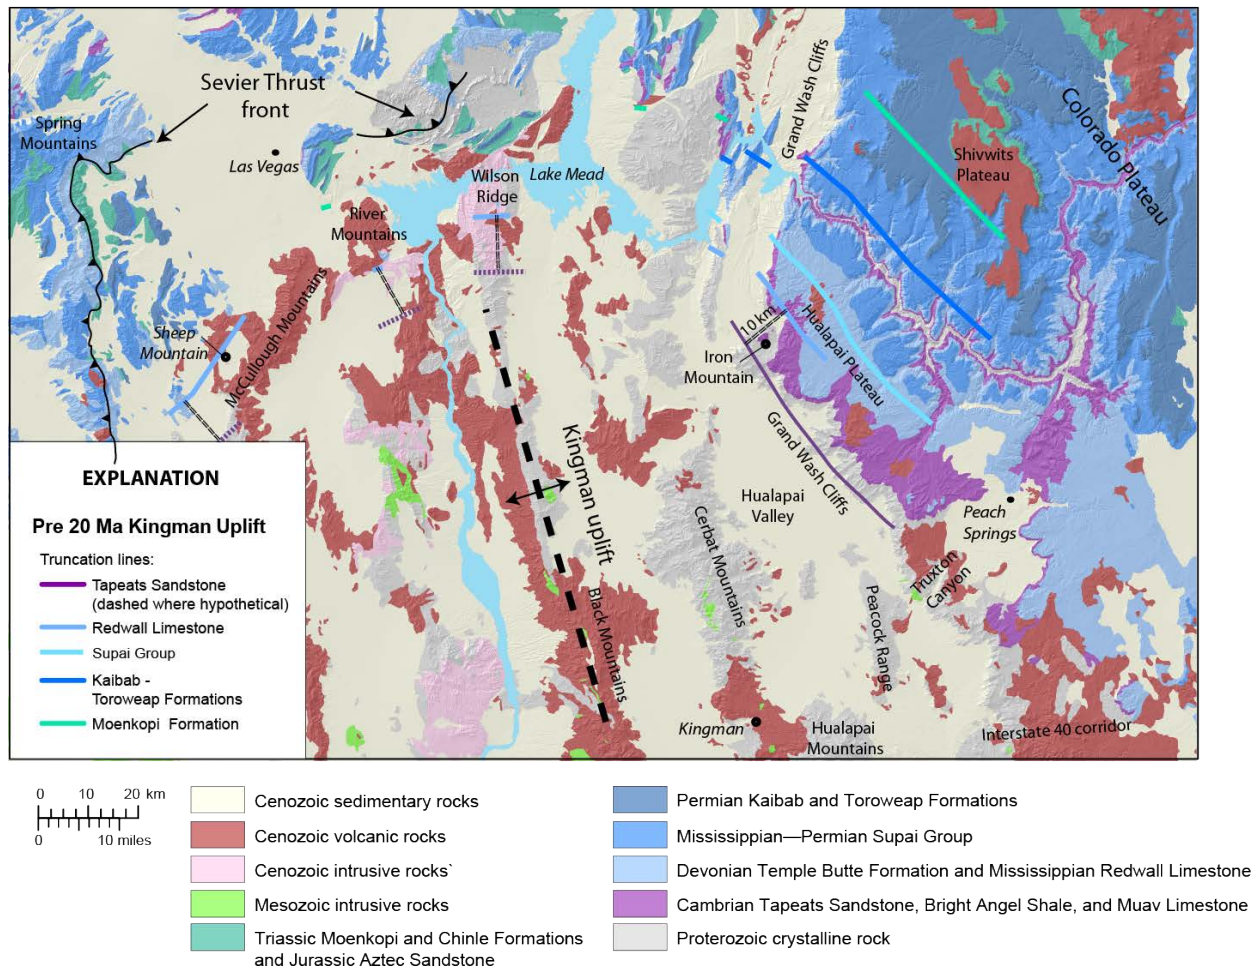 Sevier Thrust
front
Spring
Mountains
Las Vegas
Wilson
Ridge
Lake Mead
Grand Wash Cliffs
Colorado Plateau
Shivwits
Plateau
River
Mountains
McCullough Mountains
Sheep
Mountain
10 km
Iron
Mountain
Hualapai Plateau
Grand Wash Cliffs
Kingman uplift
Hualapai
Valley
Cerbat Mountains
Peach
Springs
Truxton
Canyon
Peacock Range
Black Mountains
Kingman
Hualapai
Mountains
Interstate 40 corridor
EXPLANATION
Pre 20 Ma Kingman Uplift
Truncation lines:
Tapeats Sandstone
(dashed where hypothetical)
Redwall Limestone
Supai Group
Kaibab -
Toroweap Formations
Moenkopi Formation
0 10 20 km
0 10 miles
Cenozoic sedimentary rocks
Cenozoic volcanic rocks
Cenozoic intrusive rocks`
Mesozoic intrusive rocks
Triassic Moenkopi and Chinle Formations
and Jurassic Aztec Sandstone
Permian Kaibab and Toroweap Formations
Mississippian—Permian Supai Group
Devonian Temple Butte Formation and Mississippian Redwall Limestone
Cambrian Tapeats Sandstone, Bright Angel Shale, and Muav Limestone
Proterozoic crystalline rock